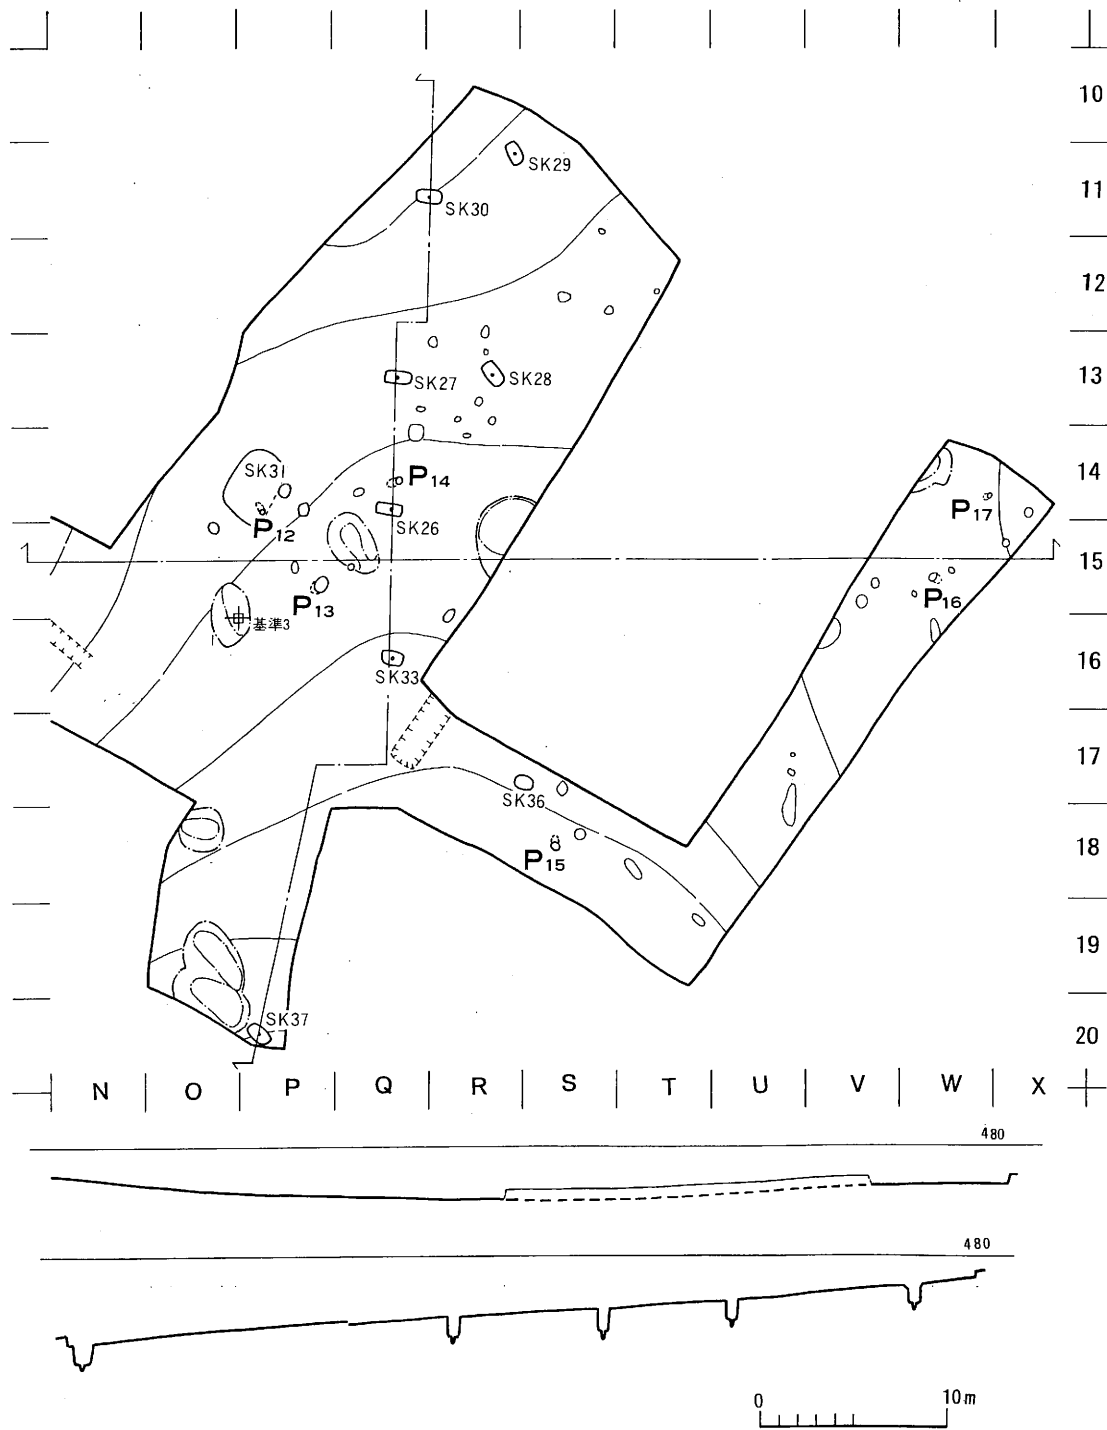 10
SK29
11
SK30
12
13
SK27
SK28
14
SK31
P14
P17
P12
SK26
15
P13
P16
基準3
16
SK33
17
SK36
18
P15
19
SK37
20
N O P Q R S T U V W X
480
480
0 10m